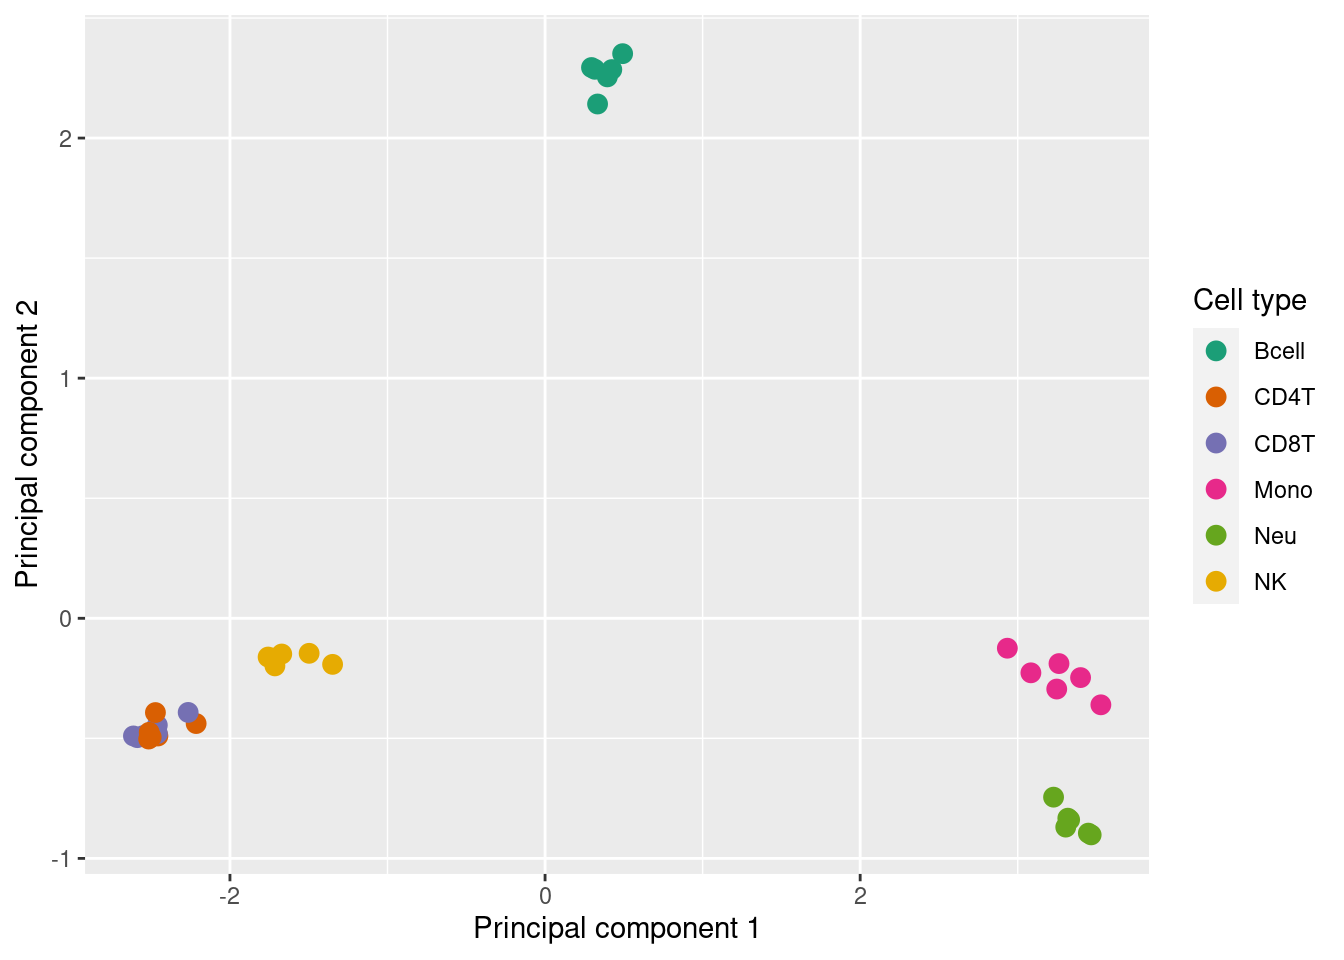 2
1
0
-1
Principal component 2
-2
0
2
Principal component 1
Cell type
Bcell
CD4T
CD8T
Mono
Neu
NK